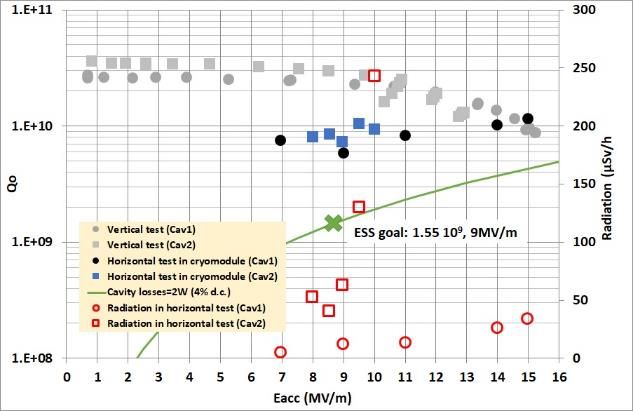 1.E+11
1.E+10
1.E+09
1.E+08
Qo
300
250
200
150
100
50
0
Radiation (µSv/h
ESS goal: 1.55 10⁹, 9MV/m
Vertical test (Cav1)
Vertical test (Cav2)
Horizontal test in cryomodule (Cav1)
Horizontal test in cryomodule (Cav2)
Cavity losses=2W (4% d.c.)
Radiation in horizontal test (Cav1)
Radiation in horizontal test (Cav2)
0 1 2 3 4 5 6 7 8 9 10 11 12 13 14 15 16
Eacc (MV/m)